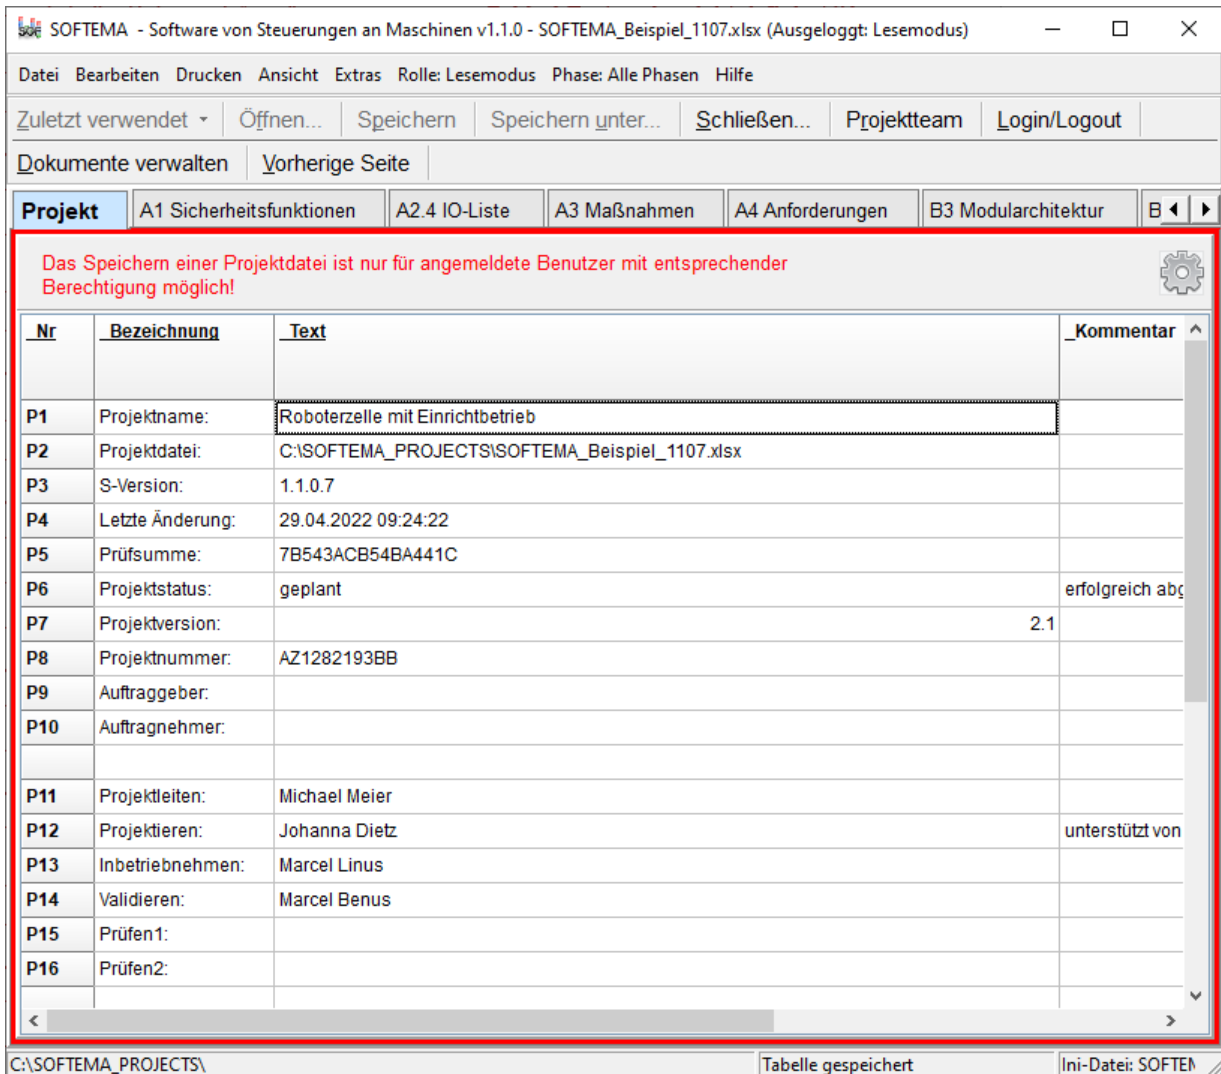 SOFTEMA - Software von Steuerungen an Maschinen v1.1.0 - SOFTEMA_Beispiel_1107.xlsx (Ausgeloggt: Lesemodus)
Datei Bearbeiten Drucken Ansicht Extras Rolle: Lesemodus Phase: Alle Phasen Hilfe
Zuletzt verwendet Öffnen... Speichern Speichern unter... Schließen... Projektteam Login/Logout
Dokumente verwalten Vorherige Seite
Projekt A1 Sicherheitsfunktionen A2.4 IO-Liste A3 Maßnahmen A4 Anforderungen B3 Modularchitektur B
Das Speichern einer Projektdatei ist nur für angemeldete Benutzer mit entsprechender
Berechtigung möglich!
_Nr _Bezeichnung _Text _Kommentar
P1 Projektname: Roboterzelle mit Einrichtbetrieb
P2 Projektdatei: C:\SOFTEMA_PROJECTS\SOFTEMA_Beispiel_1107.xlsx
P3 S-Version: 1.1.0.7
P4 Letzte Änderung: 29.04.2022 09:24:22
P5 Prüfsumme: 7B543ACB54BA441C
P6 Projektstatus: geplant erfolgreich abg
P7 Projektversion: 2.1
P8 Projektnummer: AZ1282193BB
P9 Auftraggeber:
P10 Auftragnehmer:
P11 Projektleiten: Michael Meier
P12 Projektieren: Johanna Dietz unterstützt von
P13 Inbetriebnehmen: Marcel Linus
P14 Validieren: Marcel Benus
P15 Prüfen1:
P16 Prüfen2:
C:\SOFTEMA_PROJECTS\ Tabelle gespeichert Ini-Datei: SOFTEM